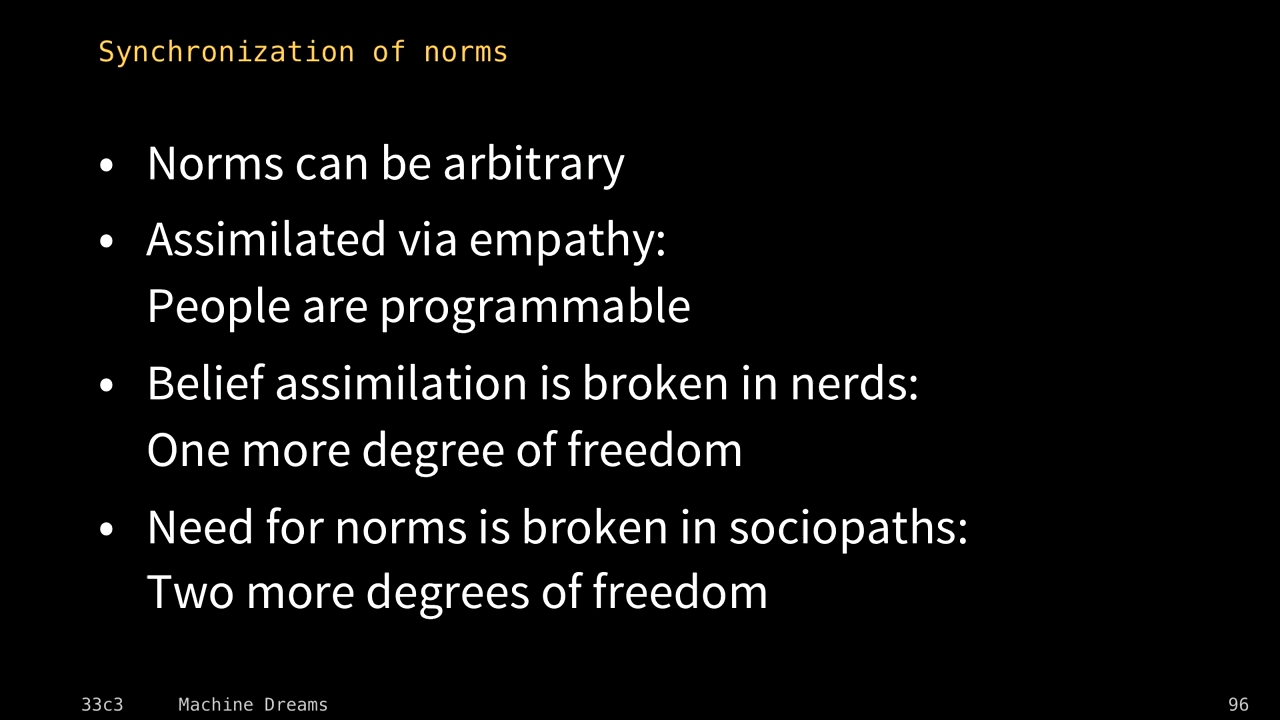 Synchronization of norms
• Norms can be arbitrary
• Assimilated via empathy:
People are programmable
• Belief assimilation is broken in nerds:
One more degree of freedom
• Need for norms is broken in sociopaths:
Two more degrees of freedom
33c3 Machine Dreams 96